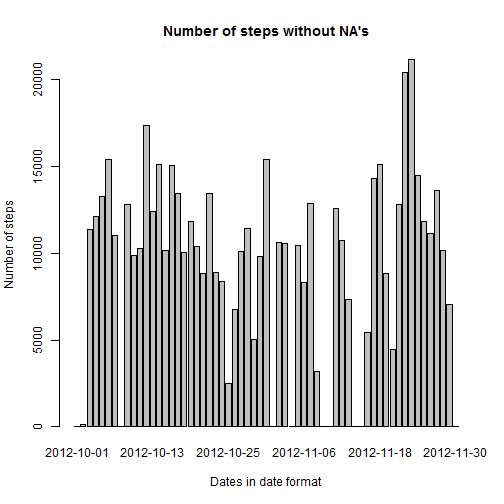 Number of steps without NA's
Number of steps
20000
15000
10000
5000
0
2012-10-01 2012-10-13 2012-10-25 2012-11-06 2012-11-18 2012-11-30
Dates in date format